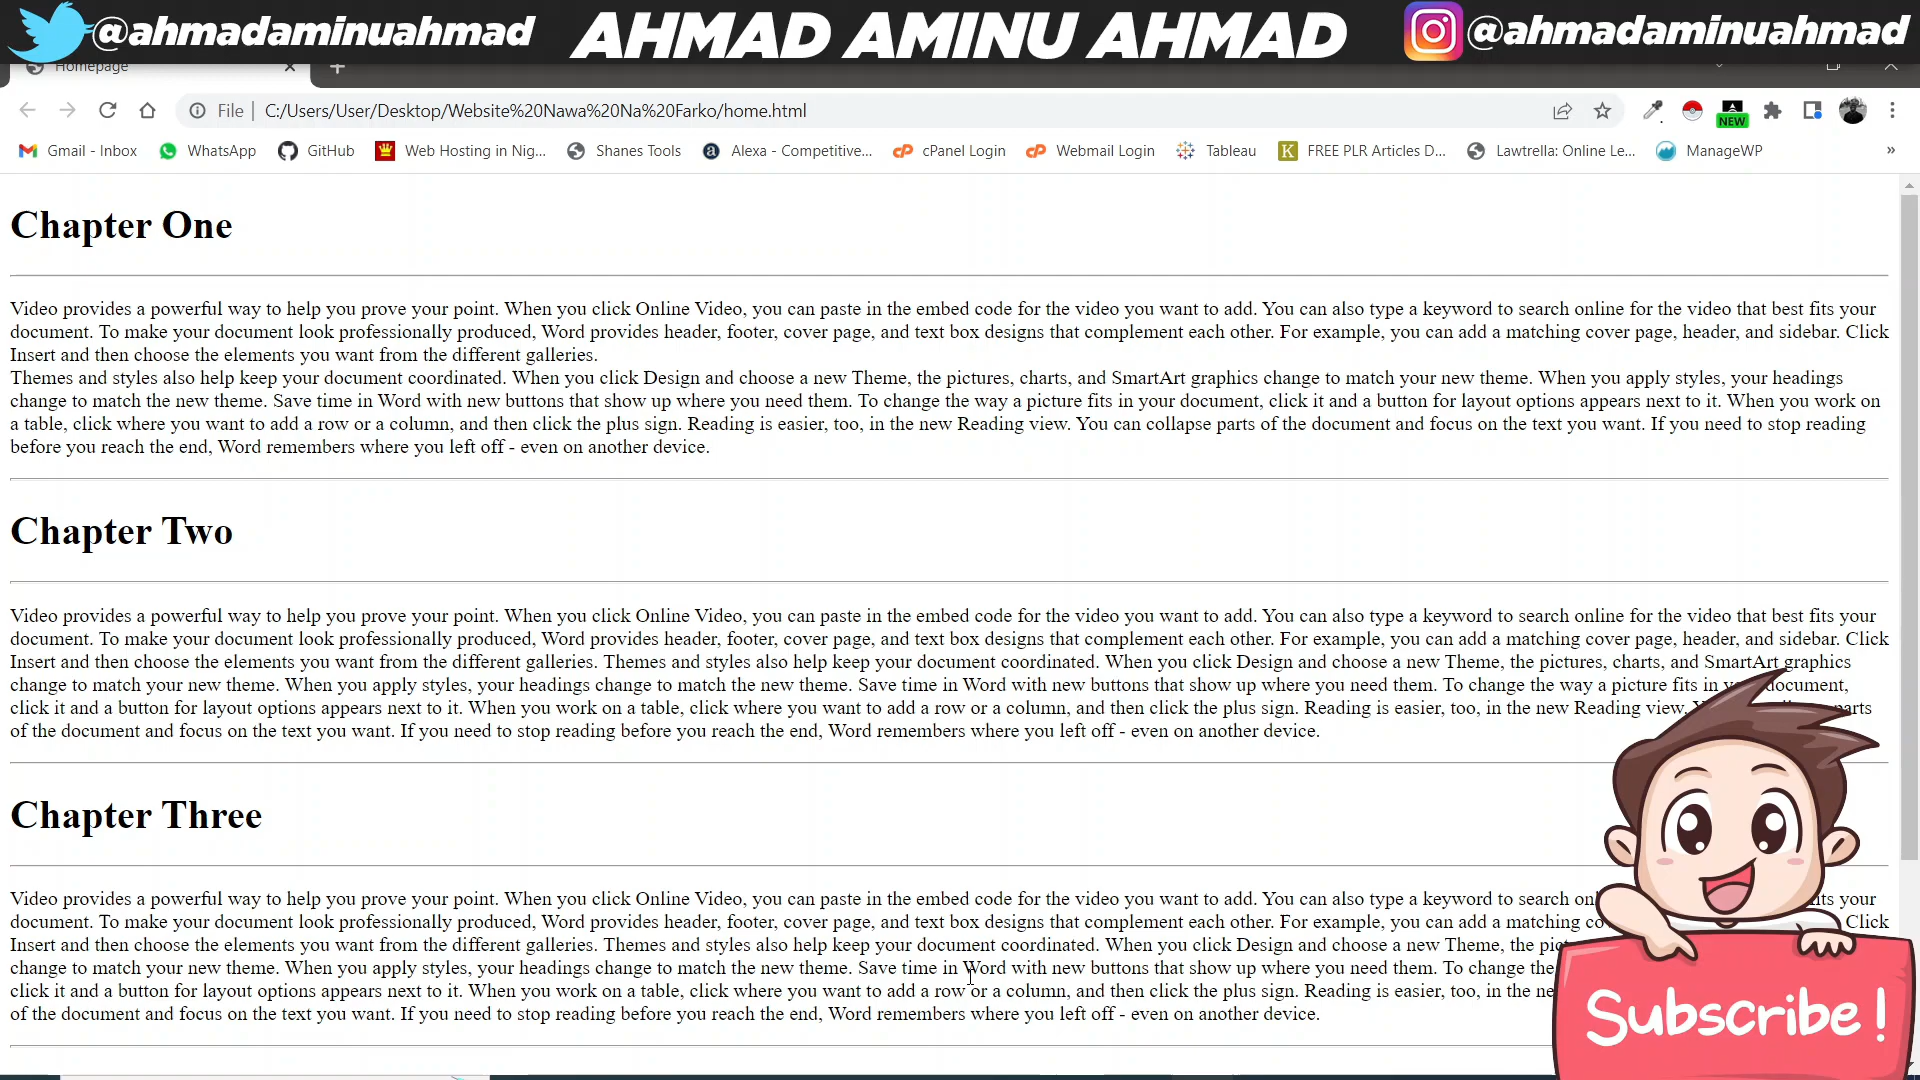 @ahmadaminuahmad AHMAD AMINU AHMAD @ahmadaminuahmad
Homepage
File C:/Users/User/Desktop/Website%20Nawa%20Na%20Farko/home.html
NEW
Gmail - Inbox WhatsApp GitHub Web Hosting in Nig... Shanes Tools Alexa - Competitive... cPanel Login Webmail Login Tableau FREE PLR Articles D... Lawtrella: Online Le... ManageWP »
Chapter One
Video provides a powerful way to help you prove your point. When you click Online Video, you can paste in the embed code for the video you want to add. You can also type a keyword to search online for the video that best fits your
document. To make your document look professionally produced, Word provides header, footer, cover page, and text box designs that complement each other. For example, you can add a matching cover page, header, and sidebar. Click
Insert and then choose the elements you want from the different galleries.
Themes and styles also help keep your document coordinated. When you click Design and choose a new Theme, the pictures, charts, and SmartArt graphics change to match your new theme. When you apply styles, your headings
change to match the new theme. Save time in Word with new buttons that show up where you need them. To change the way a picture fits in your document, click it and a button for layout options appears next to it. When you work on
a table, click where you want to add a row or a column, and then click the plus sign. Reading is easier, too, in the new Reading view. You can collapse parts of the document and focus on the text you want. If you need to stop reading
before you reach the end, Word remembers where you left off - even on another device.
Chapter Two
Video provides a powerful way to help you prove your point. When you click Online Video, you can paste in the embed code for the video you want to add. You can also type a keyword to search online for the video that best fits your
document. To make your document look professionally produced, Word provides header, footer, cover page, and text box designs that complement each other. For example, you can add a matching cover page, header, and sidebar. Click
Insert and then choose the elements you want from the different galleries. Themes and styles also help keep your document coordinated. When you click Design and choose a new Theme, the pictures, charts, and SmartArt graphics
change to match your new theme. When you apply styles, your headings change to match the new theme. Save time in Word with new buttons that show up where you need them. To change the way a picture fits in document,
click it and a button for layout options appears next to it. When you work on a table, click where you want to add a row or a column, and then click the plus sign. Reading is easier, too, in the new Reading view. parts
of the document and focus on the text you want. If you need to stop reading before you reach the end, Word remembers where you left off - even on another device.
Chapter Three
Video provides a powerful way to help you prove your point. When you click Online Video, you can paste in the embed code for the video you want to add. You can also type a keyword to search your
document. To make your document look professionally produced, Word provides header, footer, cover page, and text box designs that complement each other. For example, you can add a matching Click
Insert and then choose the elements you want from the different galleries. Themes and styles also help keep your document coordinated. When you click Design and choose a new Theme, the
change to match your new theme. When you apply styles, your headings change to match the new theme. Save time in Word with new buttons that show up where you need them. To change the
click it and a button for layout options appears next to it. When you work on a table, click where you want to add a row or a column, and then click the plus sign. Reading is easier, too, in the
of the document and focus on the text you want. If you need to stop reading before you reach the end, Word remembers where you left off - even on another device.
Subscribe !